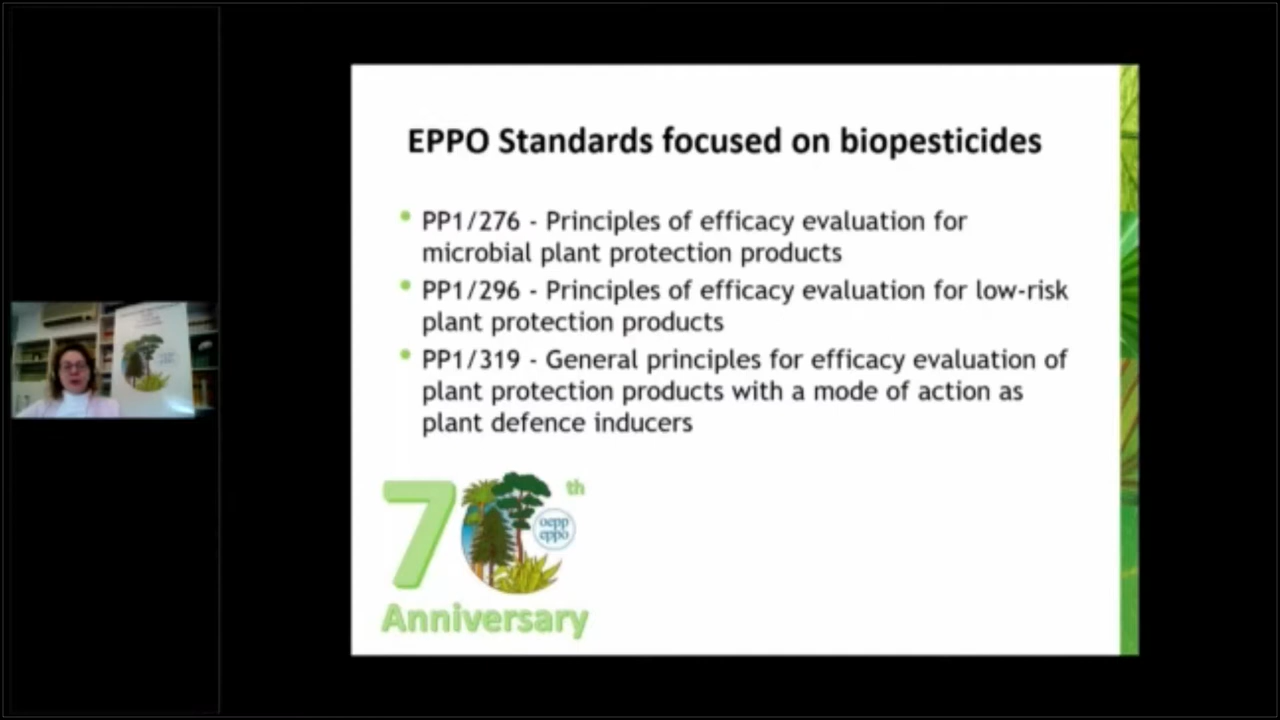 EPPO Standards focused on biopesticides
PP1/276 - Principles of efficacy evaluation for
microbial plant protection products
PP1/296 - Principles of efficacy evaluation for low-risk
plant protection products
PP1/319 - General principles for efficacy evaluation of
plant protection products with a mode of action as
plant defence inducers
70th
oepp
eppo
Anniversary